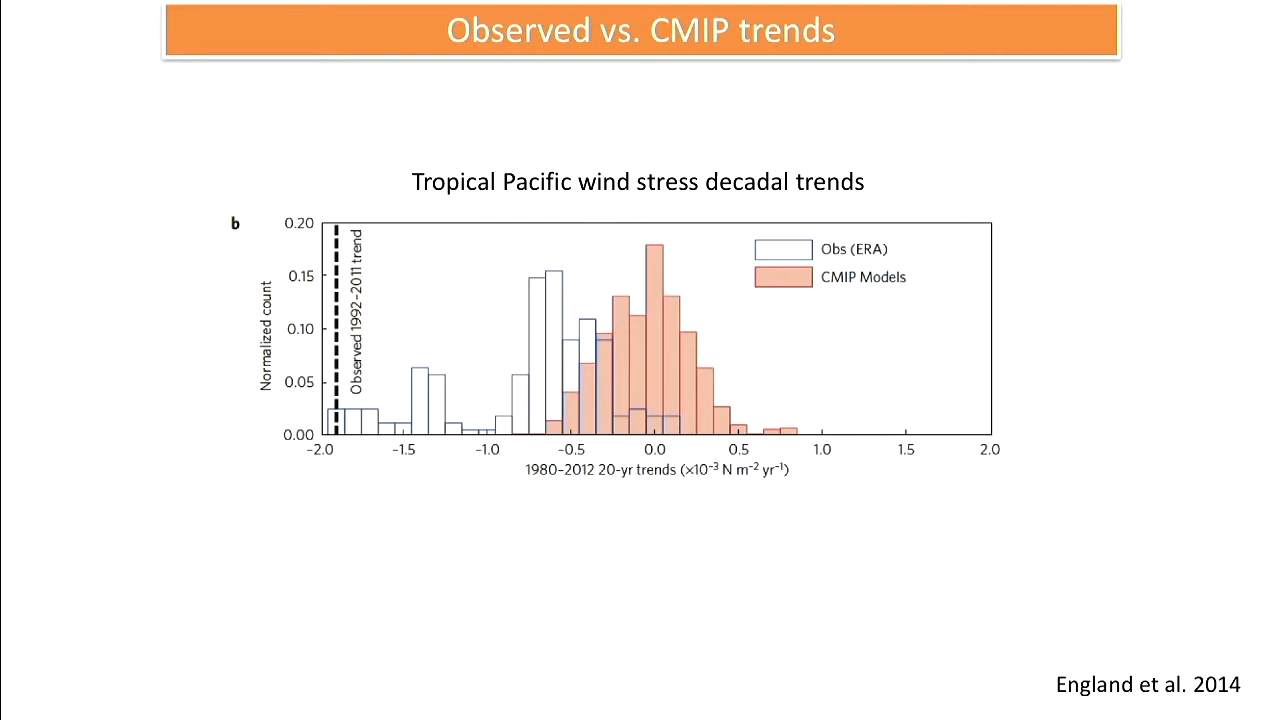 Observed vs. CMIP trends
Tropical Pacific wind stress decadal trends
b
Normalized count
0.20
0.15
0.10
0.05
0.00
Observed 1992–2011 trend
Obs (ERA)
CMIP Models
–2.0 –1.5 –1.0 –0.5 0.0 0.5 1.0 1.5 2.0
1980–2012 20-yr trends (×10⁻³ N m⁻² yr⁻¹)
England et al. 2014